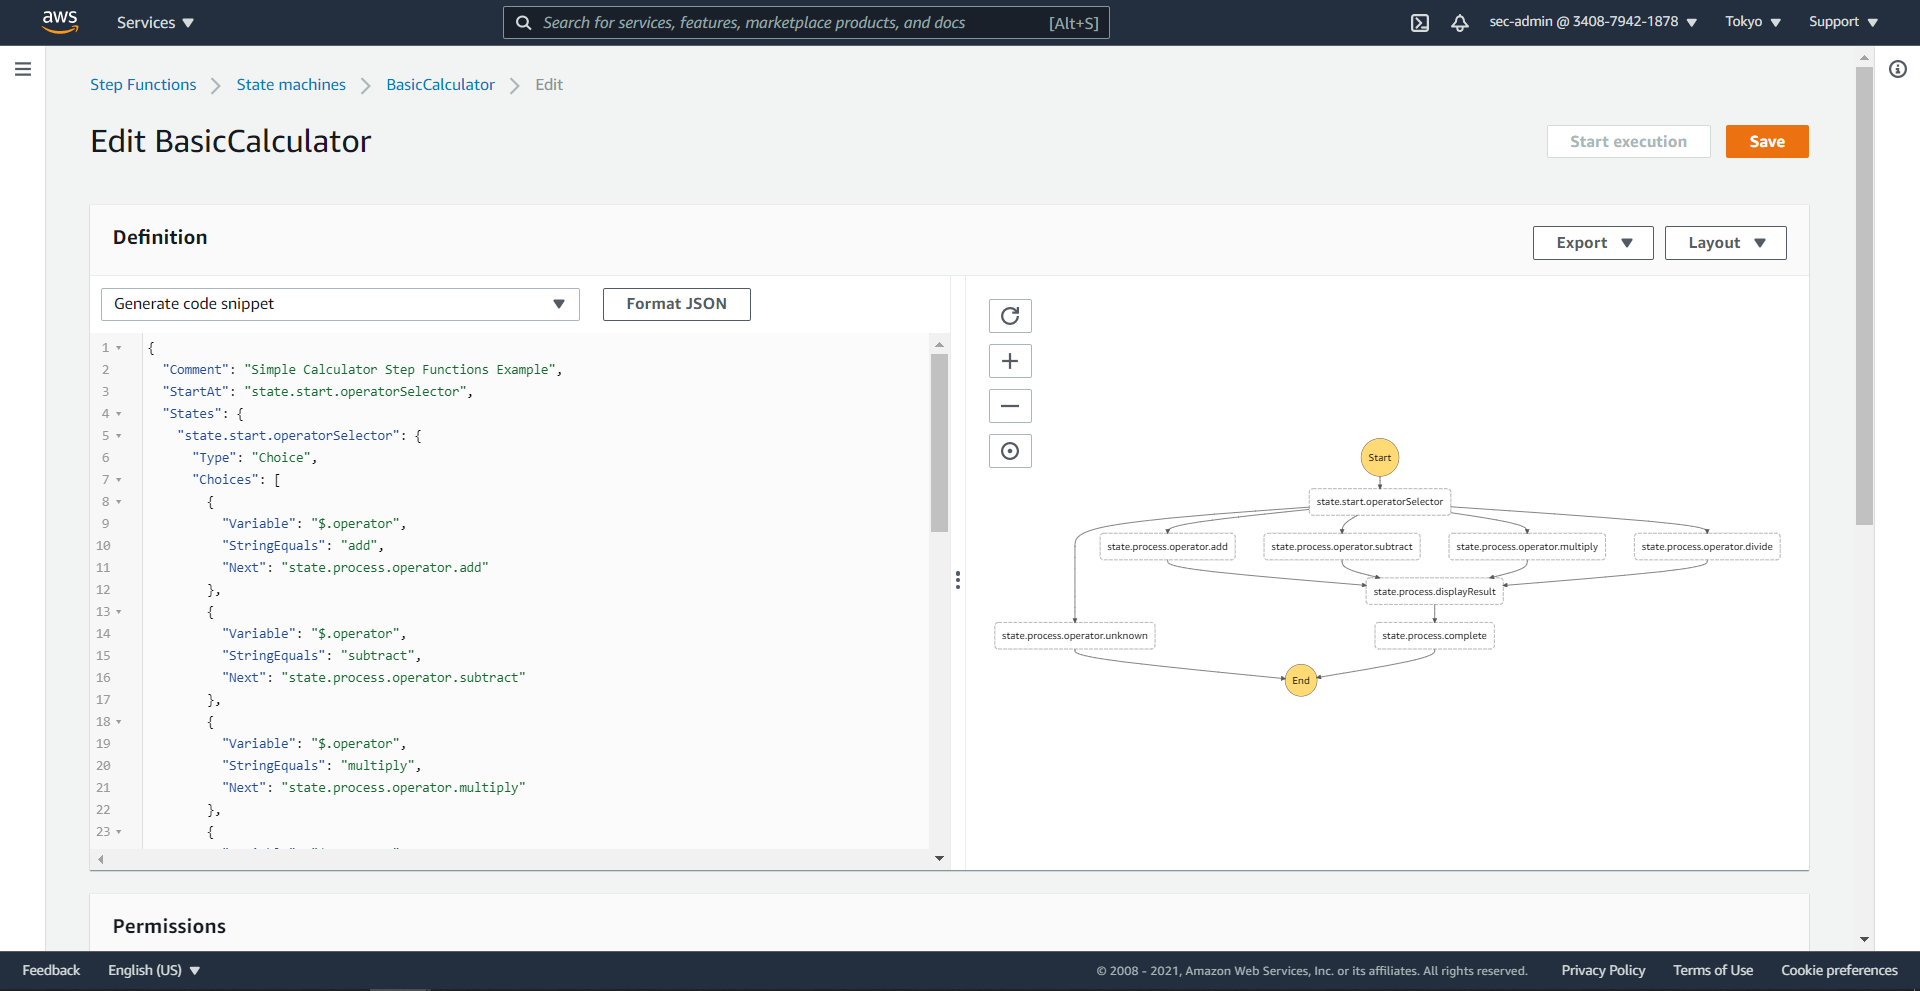 aws
Services
Search for services, features, marketplace products, and docs [Alt+S]
sec-admin @ 3408-7942-1878
Tokyo
Support
Step Functions
State machines
BasicCalculator
Edit
Edit BasicCalculator
Start execution
Save
Definition
Export
Layout
Generate code snippet
Format JSON
1 {
2 "Comment": "Simple Calculator Step Functions Example",
3 "StartAt": "state.start.operatorSelector",
4 "States": {
5 "state.start.operatorSelector": {
6 "Type": "Choice",
7 "Choices": [
8 {
9 "Variable": "$.operator",
10 "StringEquals": "add",
11 "Next": "state.process.operator.add"
12 },
13 {
14 "Variable": "$.operator",
15 "StringEquals": "subtract",
16 "Next": "state.process.operator.subtract"
17 },
18 {
19 "Variable": "$.operator",
20 "StringEquals": "multiply",
21 "Next": "state.process.operator.multiply"
22 },
23 {
Start
state.start.operatorSelector
state.process.operator.add
state.process.operator.subtract
state.process.operator.multiply
state.process.operator.divide
state.process.displayResult
state.process.operator.unknown
state.process.complete
End
Permissions
Feedback
English (US)
© 2008 - 2021, Amazon Web Services, Inc. or its affiliates. All rights reserved.
Privacy Policy
Terms of Use
Cookie preferences